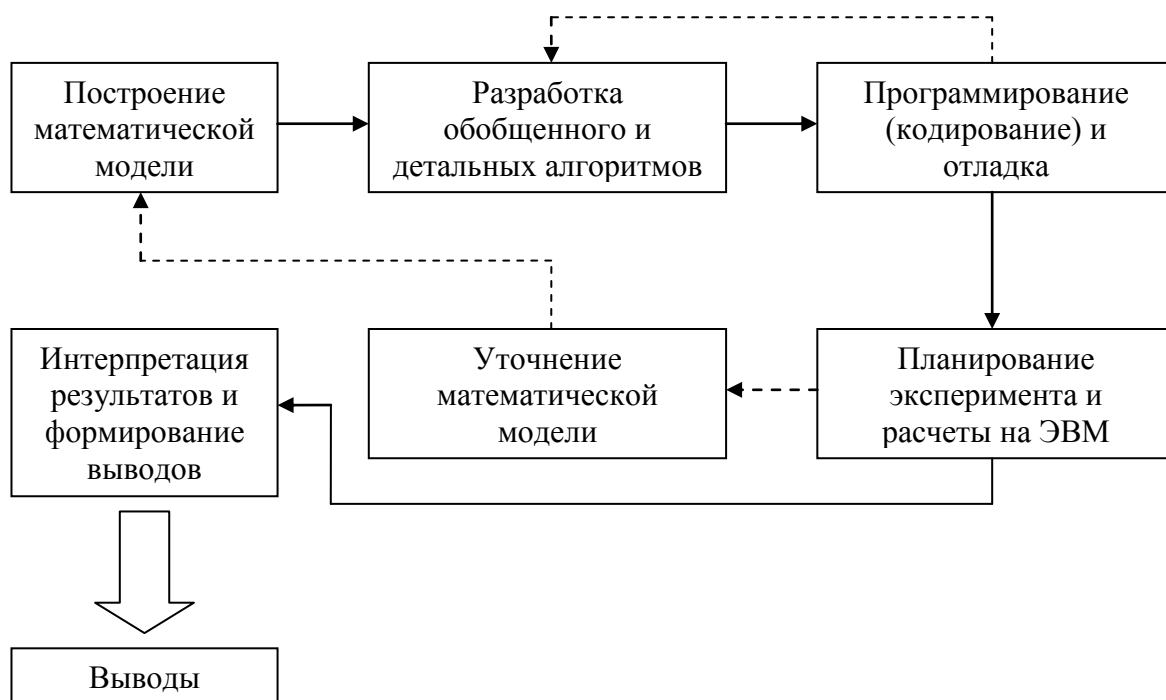 Построение
математической
модели
Разработка
обобщенного и
детальных алгоритмов
Программирование
(кодирование) и
отладка
Интерпретация
результатов и
формирование
выводов
Уточнение
математической
модели
Планирование
эксперимента и
расчеты на ЭВМ
Выводы